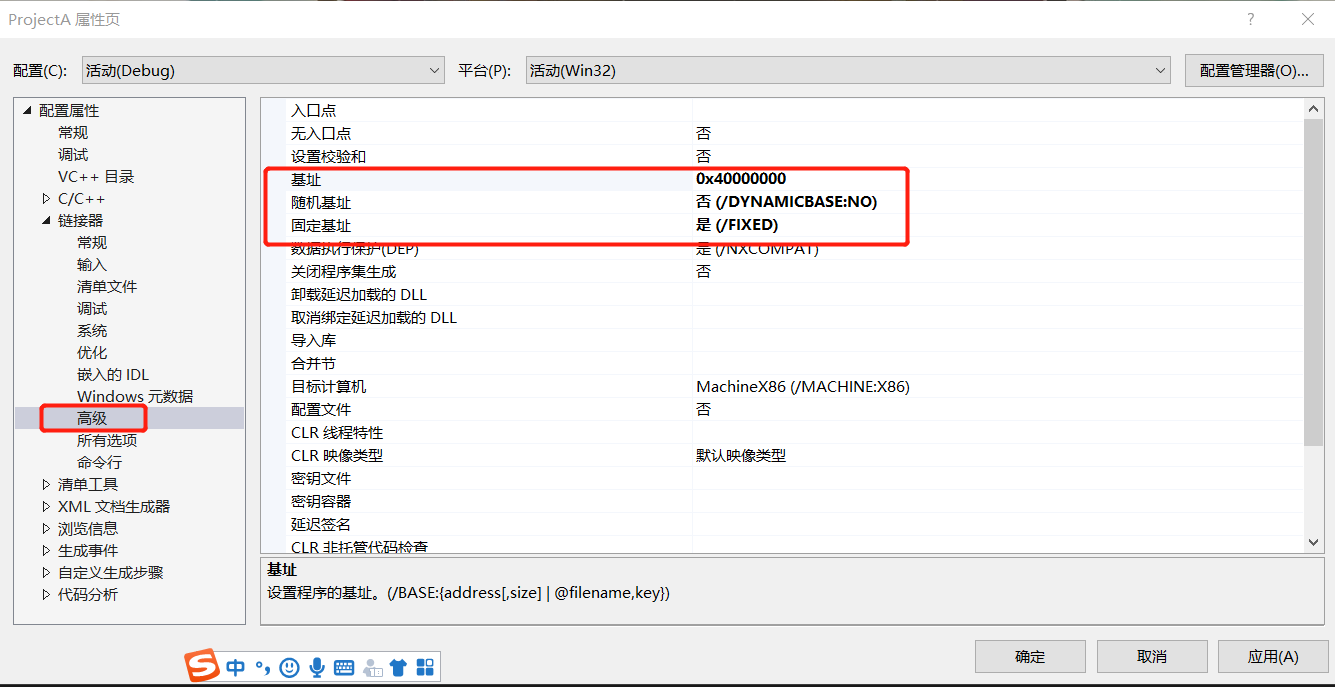 ProjectA 属性页
配置(C): 活动(Debug) 平台(P): 活动(Win32) 配置管理器(O)...
配置属性
常规
调试
VC++ 目录
C/C++
链接器
常规
输入
清单文件
调试
系统
优化
嵌入的 IDL
Windows 元数据
高级
所有选项
命令行
清单工具
XML 文档生成器
浏览信息
生成事件
自定义生成步骤
代码分析
入口点
无入口点 否
设置校验和 否
基址 0x40000000
随机基址 否 (/DYNAMICBASE:NO)
固定基址 是 (/FIXED)
数据执行保护(DEP) 是 (/NXCOMPAT)
关闭程序集生成 否
卸载延迟加载的 DLL
取消绑定延迟加载的 DLL
导入库
合并节
目标计算机 MachineX86 (/MACHINE:X86)
配置文件 否
CLR 线程特性
CLR 映像类型 默认映像类型
密钥文件
密钥容器
延迟签名
CLR 非托管代码检查
基址
设置程序的基址。(/BASE:{address[,size] | @filename,key})
确定 取消 应用(A)
S 中